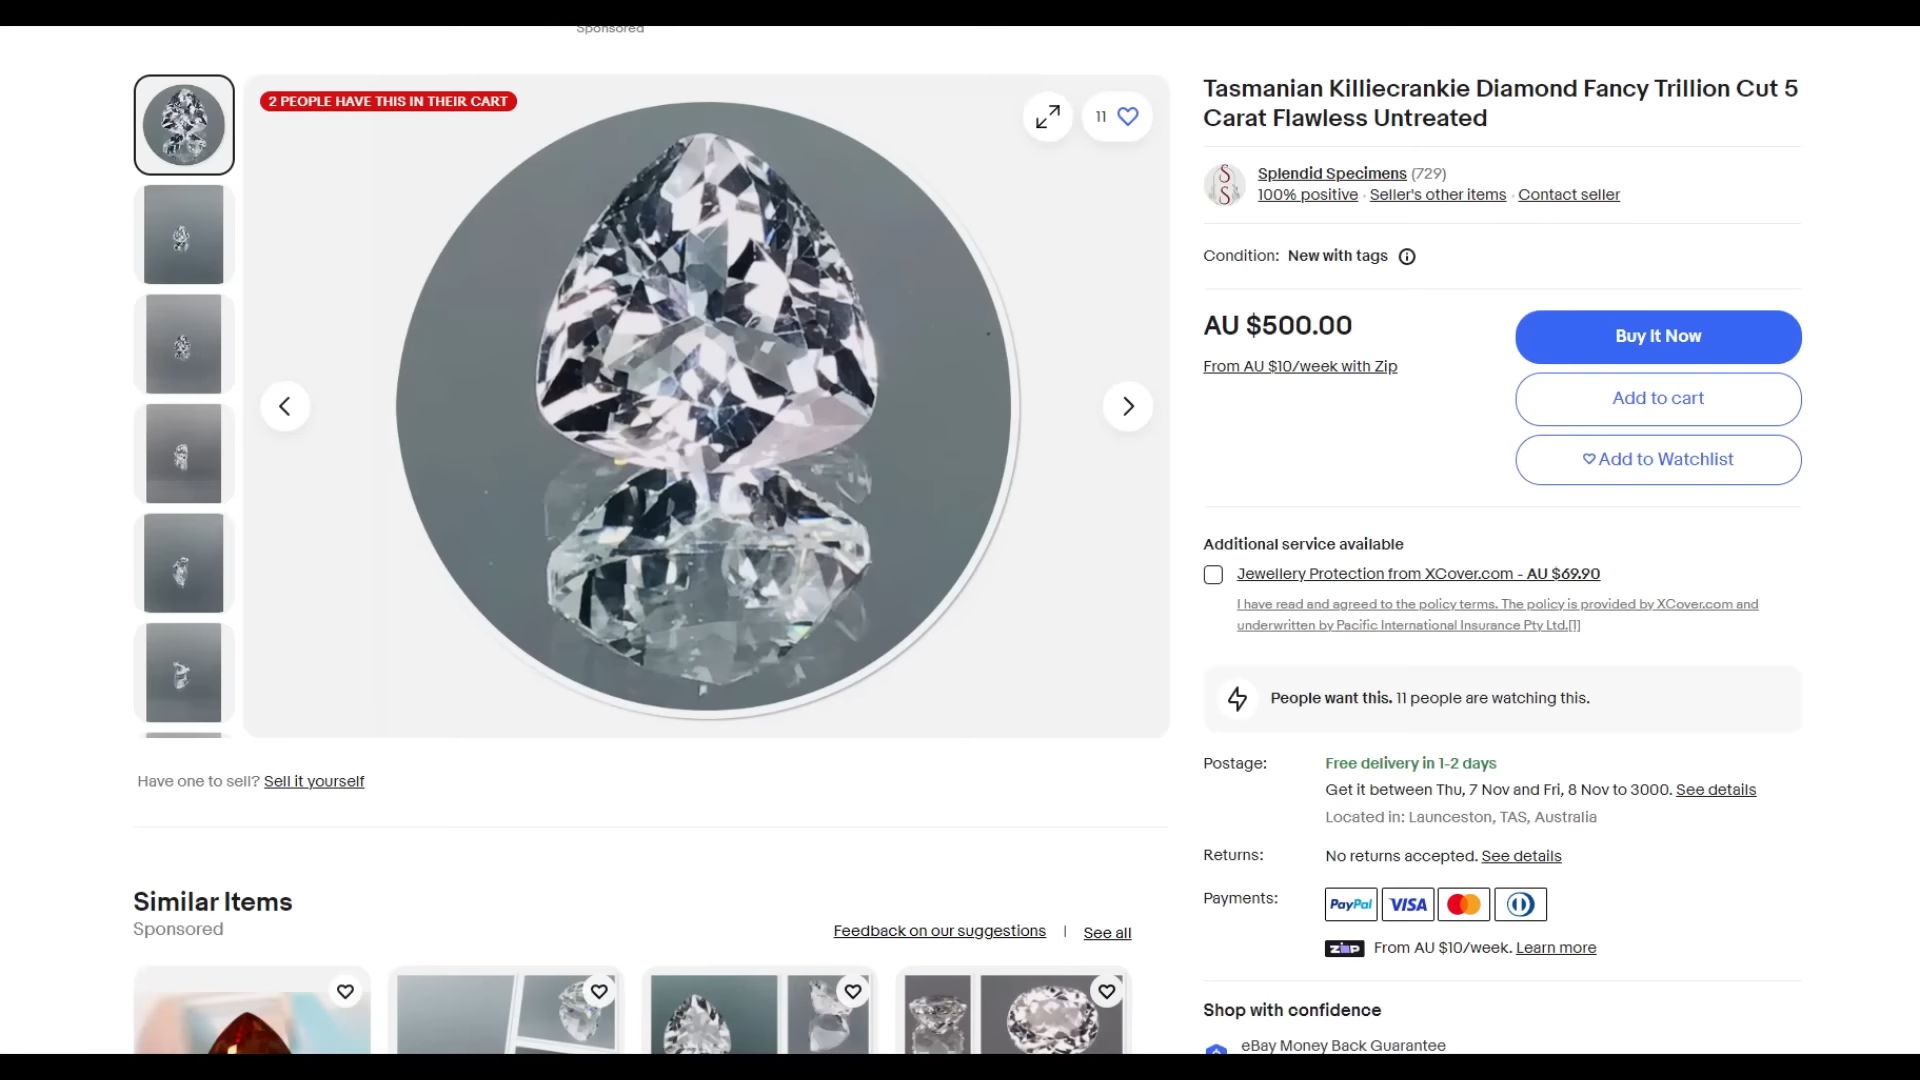 Sponsored
2 PEOPLE HAVE THIS IN THEIR CART
11
Have one to sell? Sell it yourself
Tasmanian Killiecrankie Diamond Fancy Trillion Cut 5
Carat Flawless Untreated
S
S
Splendid Specimens (729)
100% positive · Seller's other items · Contact seller
Condition: New with tags
AU $500.00
From AU $10/week with Zip
Buy It Now
Add to cart
Add to Watchlist
Additional service available
Jewellery Protection from XCover.com - AU $69.90
I have read and agreed to the policy terms. The policy is provided by XCover.com and
underwritten by Pacific International Insurance Pty Ltd.[1]
People want this. 11 people are watching this.
Postage: Free delivery in 1-2 days
Get it between Thu, 7 Nov and Fri, 8 Nov to 3000. See details
Located in: Launceston, TAS, Australia
Returns: No returns accepted. See details
Payments: PayPal VISA
Zip From AU $10/week. Learn more
Shop with confidence
eBay Money Back Guarantee
Similar Items
Sponsored
Feedback on our suggestions | See all